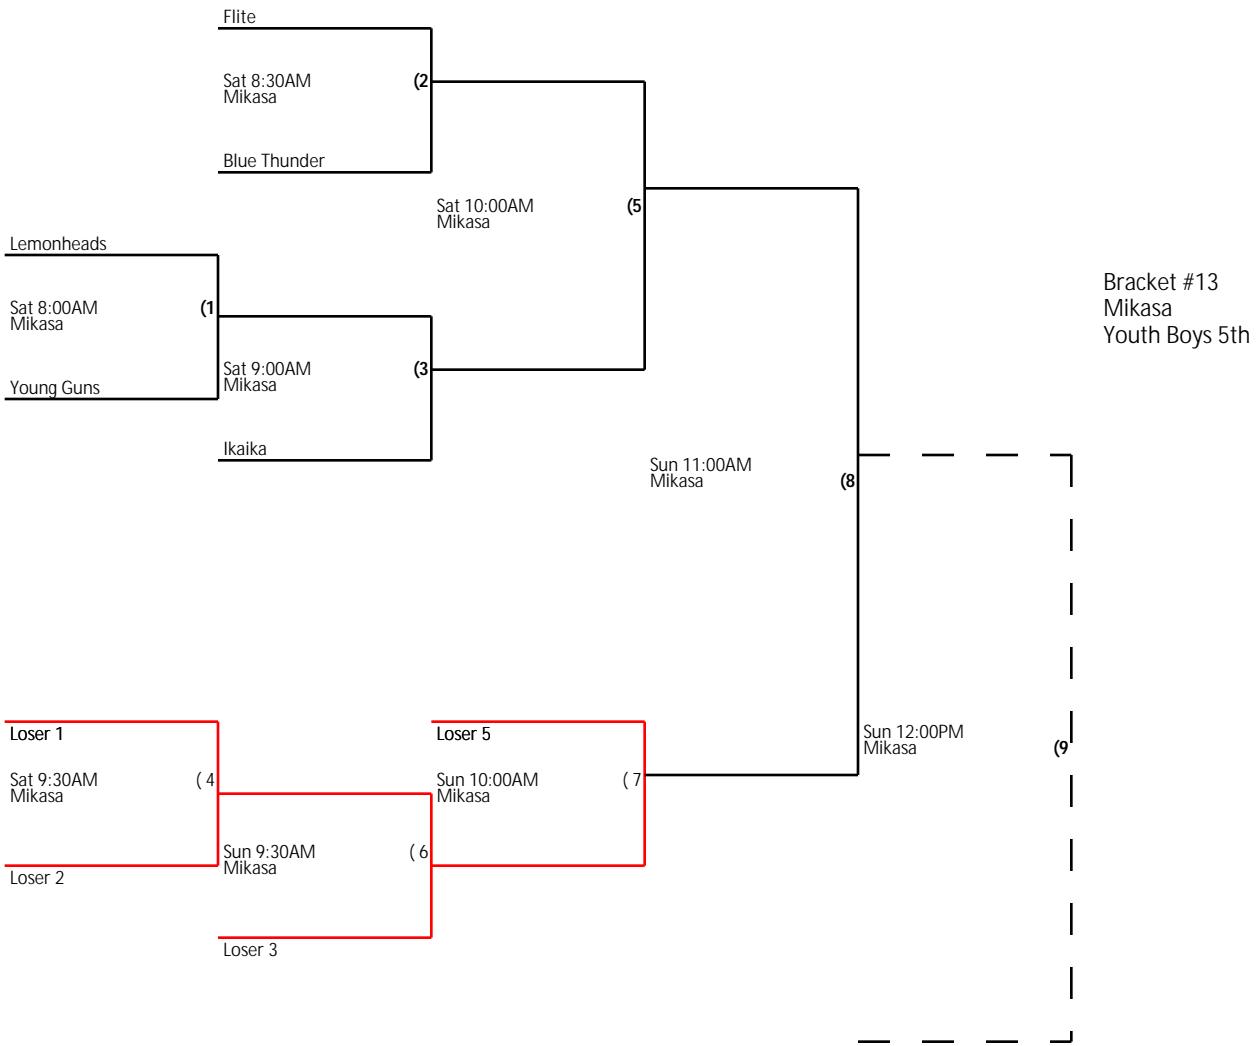 Flite
Sat 8:30AM
Mikasa
(2
Blue Thunder
Sat 10:00AM
Mikasa
(5
Lemonheads
Sat 8:00AM
Mikasa
(1
Bracket #13
Mikasa
Youth Boys 5th
Sat 9:00AM
Mikasa
(3
Young Guns
Ikaika
Sun 11:00AM
Mikasa
(8
Loser 1
Loser 5
Sun 12:00PM
Mikasa
(9
Sat 9:30AM
Mikasa
( 4
Sun 10:00AM
Mikasa
( 7
Sun 9:30AM
Mikasa
( 6
Loser 2
Loser 3